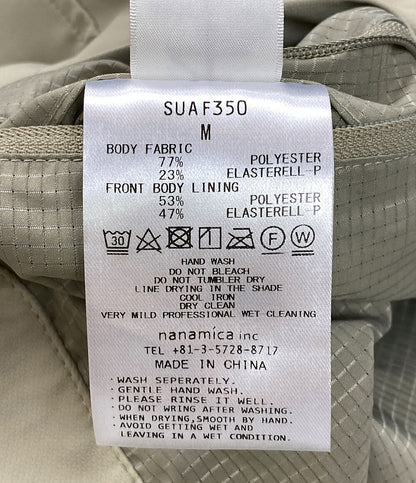 SUAF350
M
BODY FABRIC
77% POLYESTER
23% ELASTERELL-P
FRONT BODY LINING
53% POLYESTER
47% ELASTERELL-P
30 F W
HAND WASH
DO NOT BLEACH
DO NOT TUMBLER DRY
LINE DRYING IN THE SHADE
COOL IRON
DRY CLEAN
VERY MILD PROFESSIONAL WET CLEANING
nanamica inc
TEL +81-3-5728-8717
MADE IN CHINA
・WASH SEPERATELY.
・GENTLE HAND WASH.
・PLEASE RINSE IT WELL.
・DO NOT WRING AFTER WASHING.
・WHEN DRYING,SMOOTH BY HAND.
・AVOID GETTING WET AND
LEAVING IN A WET CONDITION.